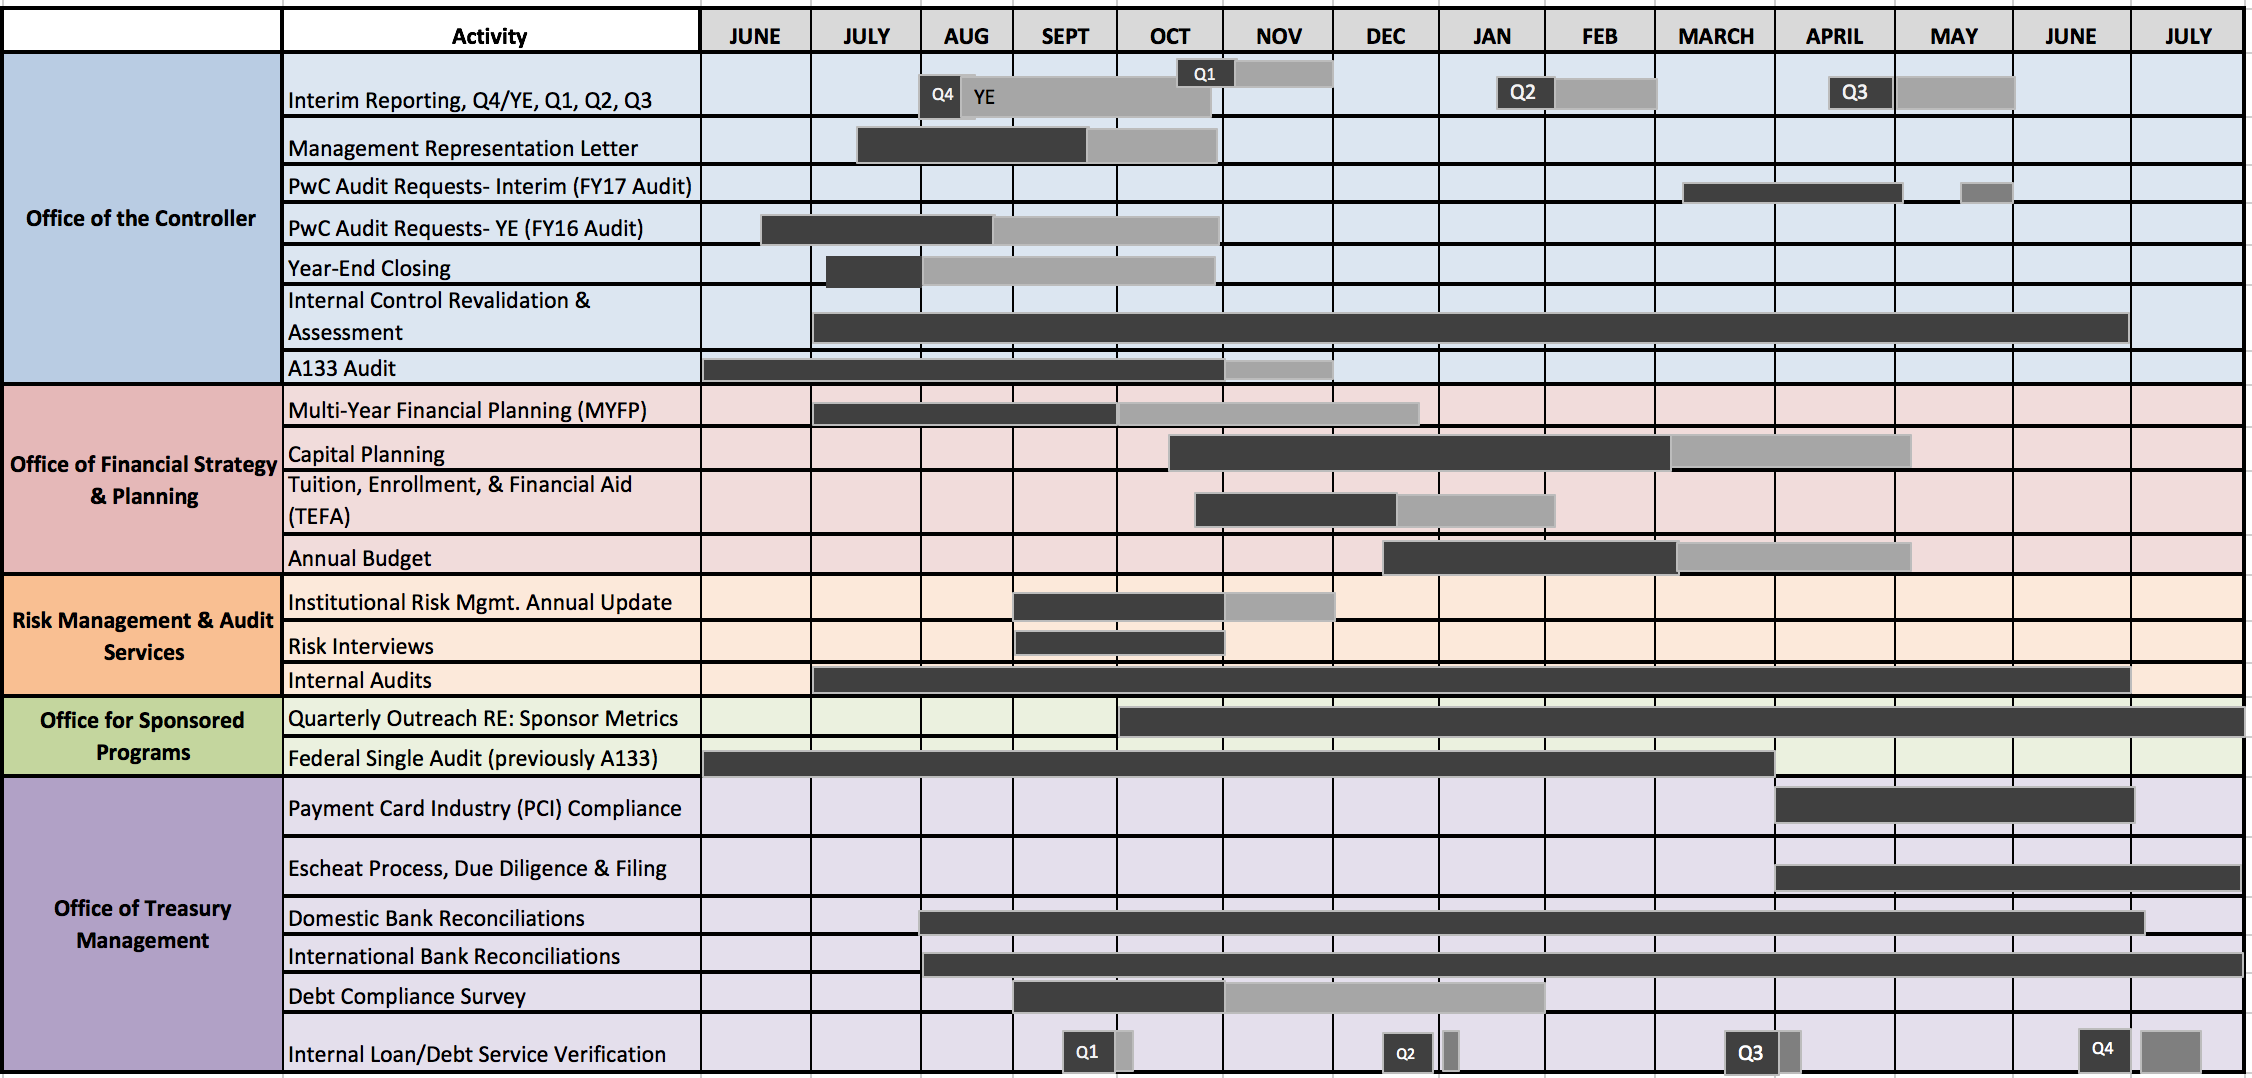 Activity JUNE JULY AUG SEPT OCT NOV DEC JAN FEB MARCH APRIL MAY JUNE JULY
Office of the Controller
Interim Reporting, Q4/YE, Q1, Q2, Q3
Q4
YE
Q1
Q2
Q3
Management Representation Letter
PwC Audit Requests- Interim (FY17 Audit)
PwC Audit Requests- YE (FY16 Audit)
Year-End Closing
Internal Control Revalidation &
Assessment
A133 Audit
Office of Financial Strategy
& Planning
Multi-Year Financial Planning (MYFP)
Capital Planning
Tuition, Enrollment, & Financial Aid
(TEFA)
Annual Budget
Risk Management & Audit
Services
Institutional Risk Mgmt. Annual Update
Risk Interviews
Internal Audits
Office for Sponsored
Programs
Quarterly Outreach RE: Sponsor Metrics
Federal Single Audit (previously A133)
Office of Treasury
Management
Payment Card Industry (PCI) Compliance
Escheat Process, Due Diligence & Filing
Domestic Bank Reconciliations
International Bank Reconciliations
Debt Compliance Survey
Internal Loan/Debt Service Verification
Q1
Q2
Q3
Q4